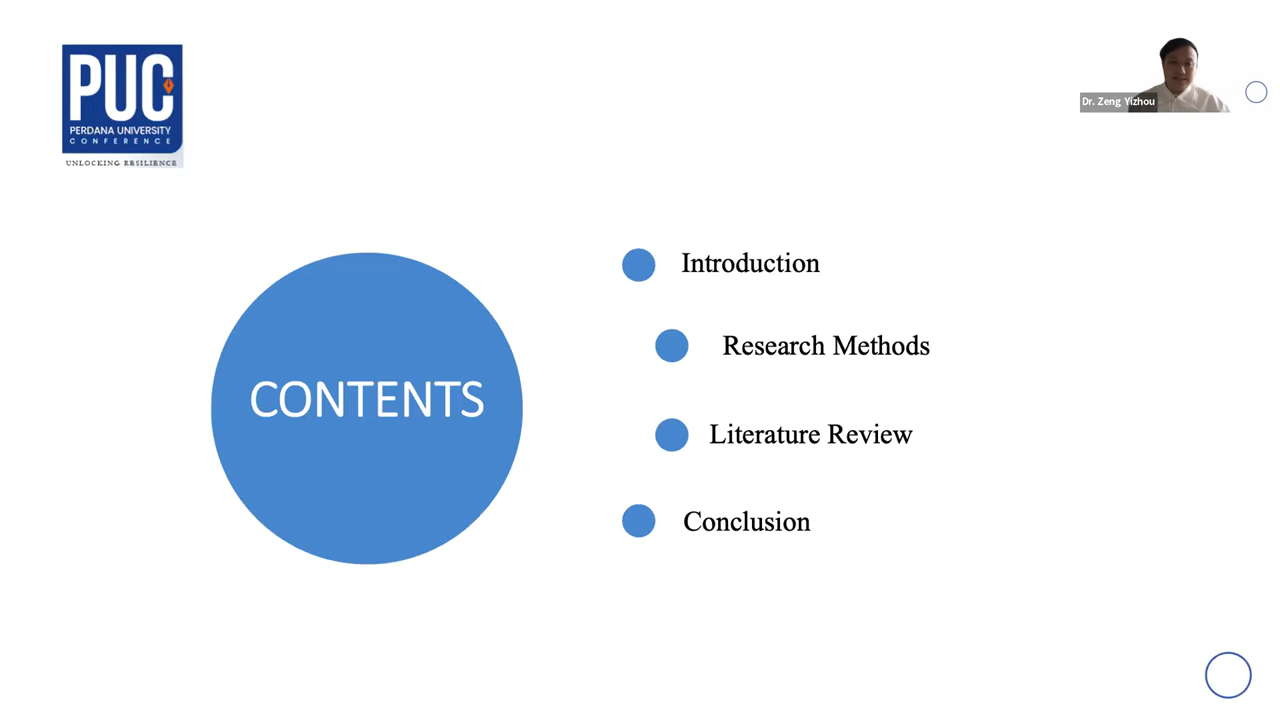 PUC
PERDANA UNIVERSITY
CONFERENCE
UNLOCKING RESILIENCE
Dr. Zeng Yizhou
CONTENTS
Introduction
Research Methods
Literature Review
Conclusion